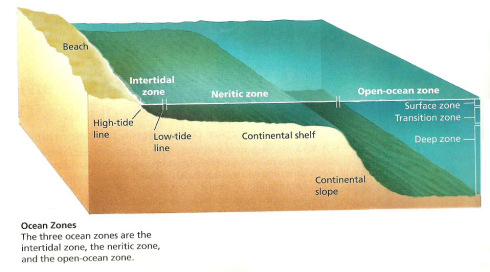 Beach
Intertidal
zone
Neritic zone
Open-ocean zone
Surface zone
Transition zone
Deep zone
High-tide
line
Low-tide
line
Continental shelf
Continental
slope
Ocean Zones
The three ocean zones are the
intertidal zone, the neritic zone,
and the open-ocean zone.